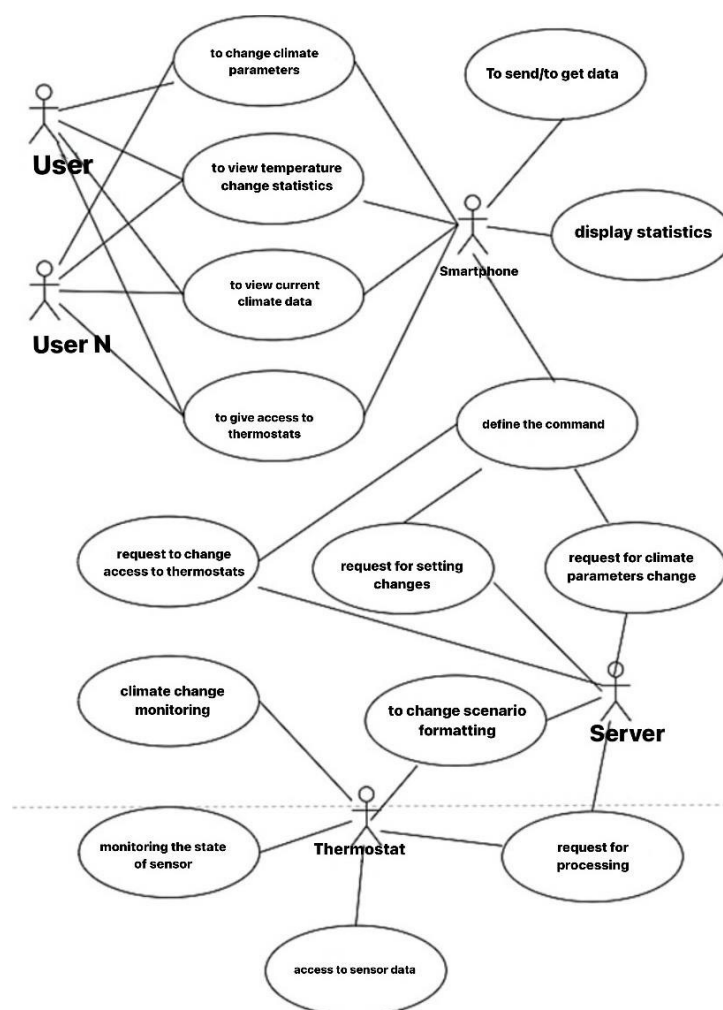 to change climate
parameters
To send/to get data
User
to view temperature
change statistics
display statistics
Smartphone
to view current
climate data
User N
to give access to
thermostats
define the command
request to change
access to thermostats
request for setting
changes
request for climate
parameters change
climate change
monitoring
to change scenario
formatting
Server
monitoring the state
of sensor
Thermostat
request for
processing
access to sensor data